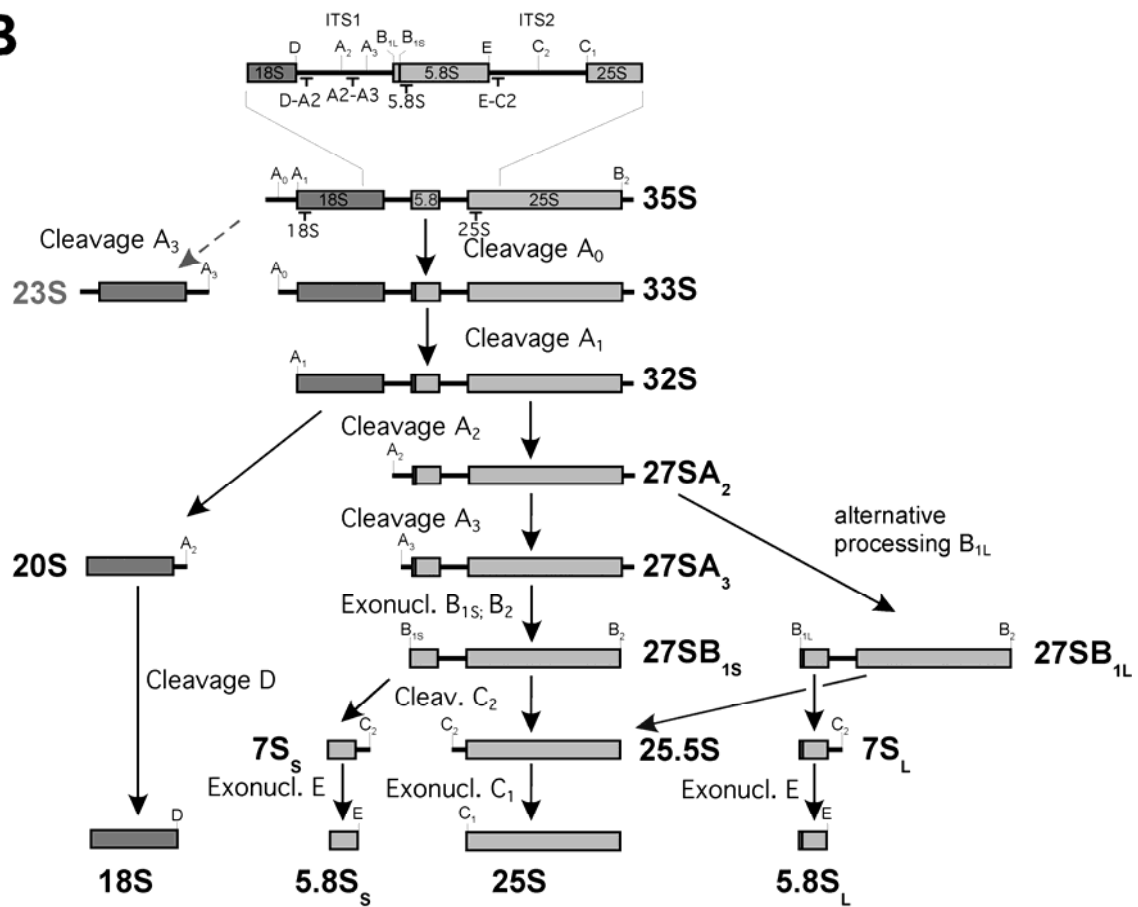 B
ITS1 ITS2
D A₂ A₃ B₁L B₁S E C₂ C₁
18S 5.8S 25S
D-A2 A2-A3 5.8S E-C2
A₀ A₁ B₂
18S 5.8 25S 35S
18S 25S
Cleavage A₃ Cleavage A₀
23S A₃ A₀ 33S
Cleavage A₁
A₁ 32S
Cleavage A₂
A₂ 27SA₂
Cleavage A₃
alternative
processing B₁L
20S A₂ A₃ 27SA₃
Exonucl. B₁S; B₂
B₁S B₂ 27SB₁S B₁L B₂ 27SB₁L
Cleavage D Cleav. C₂
7S_S C₂ C₂ 25.5S C₂ 7S_L
Exonucl. E Exonucl. C₁ Exonucl. E
D E C₁ E
18S 5.8S_S 25S 5.8S_L